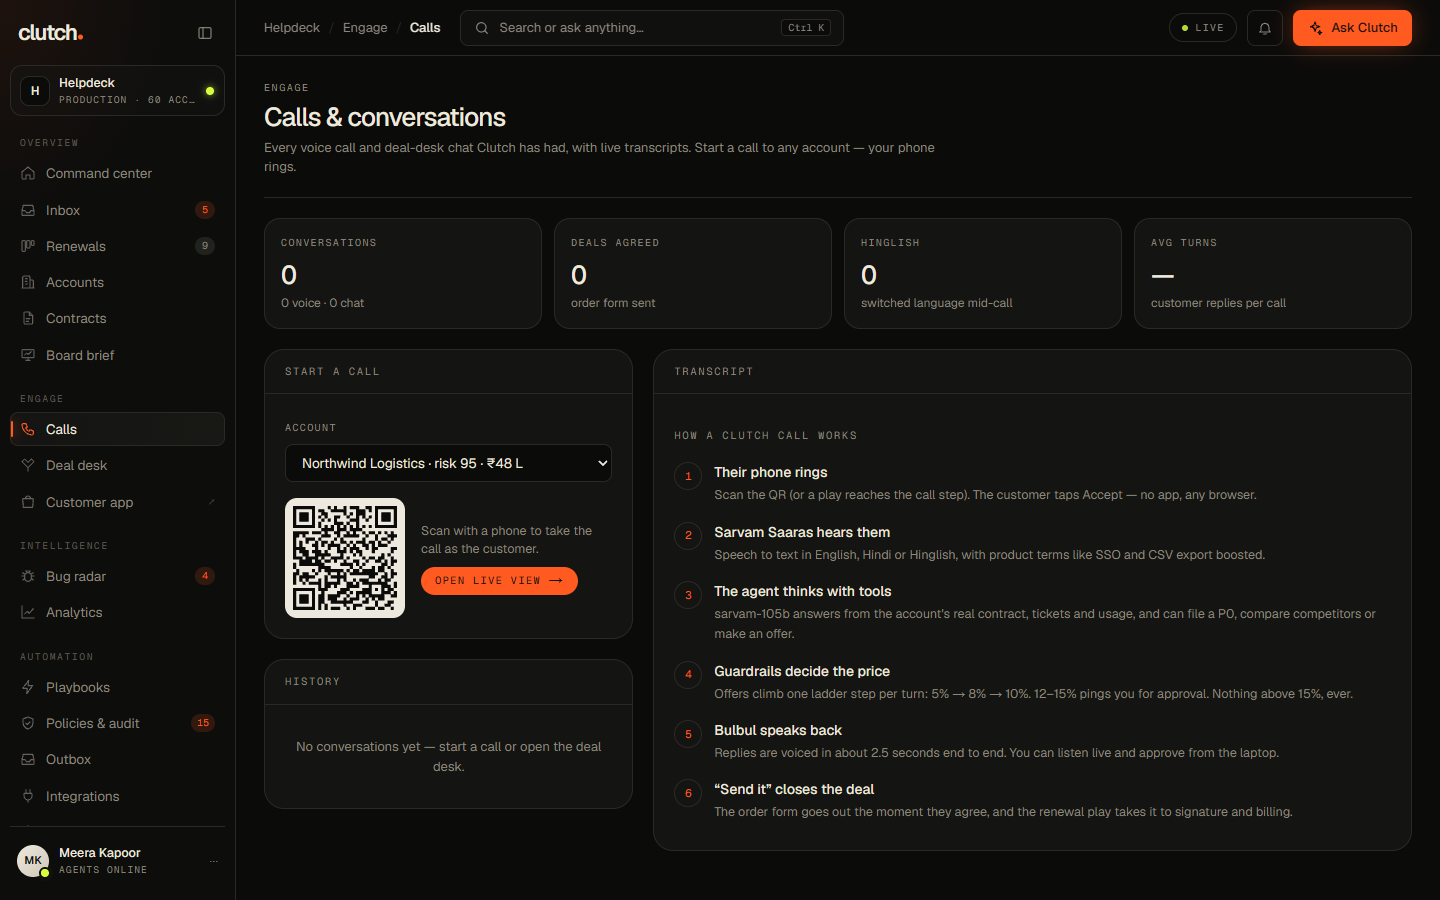 clutch.
H
Helpdeck
PRODUCTION · 60 ACC…
OVERVIEW
Command center
Inbox
5
Renewals
9
Accounts
Contracts
Board brief
ENGAGE
Calls
Deal desk
Customer app
INTELLIGENCE
Bug radar
4
Analytics
AUTOMATION
Playbooks
Policies & audit
15
Outbox
Integrations
MK
Meera Kapoor
AGENTS ONLINE
...
Helpdeck / Engage / Calls
Search or ask anything…
Ctrl K
LIVE
Ask Clutch
ENGAGE
Calls & conversations
Every voice call and deal-desk chat Clutch has had, with live transcripts. Start a call to any account — your phone
rings.
CONVERSATIONS
0
0 voice · 0 chat
DEALS AGREED
0
order form sent
HINGLISH
0
switched language mid-call
AVG TURNS
—
customer replies per call
START A CALL
ACCOUNT
Northwind Logistics · risk 95 · ₹48 L
Scan with a phone to take the
call as the customer.
OPEN LIVE VIEW →
HISTORY
No conversations yet — start a call or open the deal
desk.
TRANSCRIPT
HOW A CLUTCH CALL WORKS
1
Their phone rings
Scan the QR (or a play reaches the call step). The customer taps Accept — no app, any browser.
2
Sarvam Saaras hears them
Speech to text in English, Hindi or Hinglish, with product terms like SSO and CSV export boosted.
3
The agent thinks with tools
sarvam-105b answers from the account's real contract, tickets and usage, and can file a P0, compare competitors or
make an offer.
4
Guardrails decide the price
Offers climb one ladder step per turn: 5% → 8% → 10%. 12–15% pings you for approval. Nothing above 15%, ever.
5
Bulbul speaks back
Replies are voiced in about 2.5 seconds end to end. You can listen live and approve from the laptop.
6
“Send it” closes the deal
The order form goes out the moment they agree, and the renewal play takes it to signature and billing.